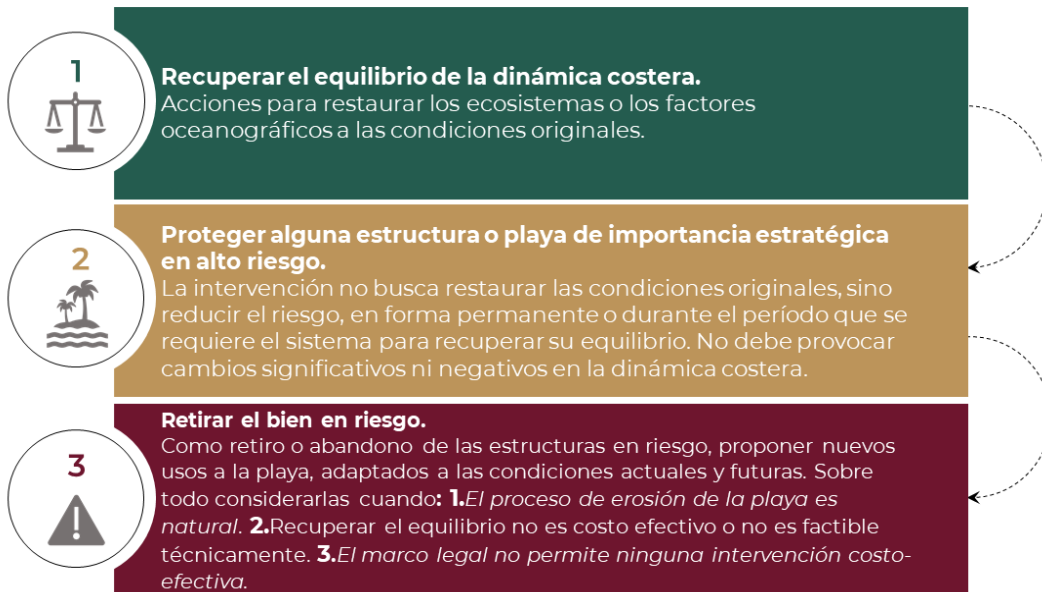 1
Recuperar el equilibrio de la dinámica costera.
Acciones para restaurar los ecosistemas o los factores
oceanográficos a las condiciones originales.
2
Proteger alguna estructura o playa de importancia estratégica
en alto riesgo.
La intervención no busca restaurar las condiciones originales, sino
reducir el riesgo, en forma permanente o durante el período que se
requiere el sistema para recuperar su equilibrio. No debe provocar
cambios significativos ni negativos en la dinámica costera.
3
Retirar el bien en riesgo.
Como retiro o abandono de las estructuras en riesgo, proponer nuevos
usos a la playa, adaptados a las condiciones actuales y futuras. Sobre
todo considerarlas cuando: 1.El proceso de erosión de la playa es
natural. 2.Recuperar el equilibrio no es costo efectivo o no es factible
técnicamente. 3.El marco legal no permite ninguna intervención costo-
efectiva.